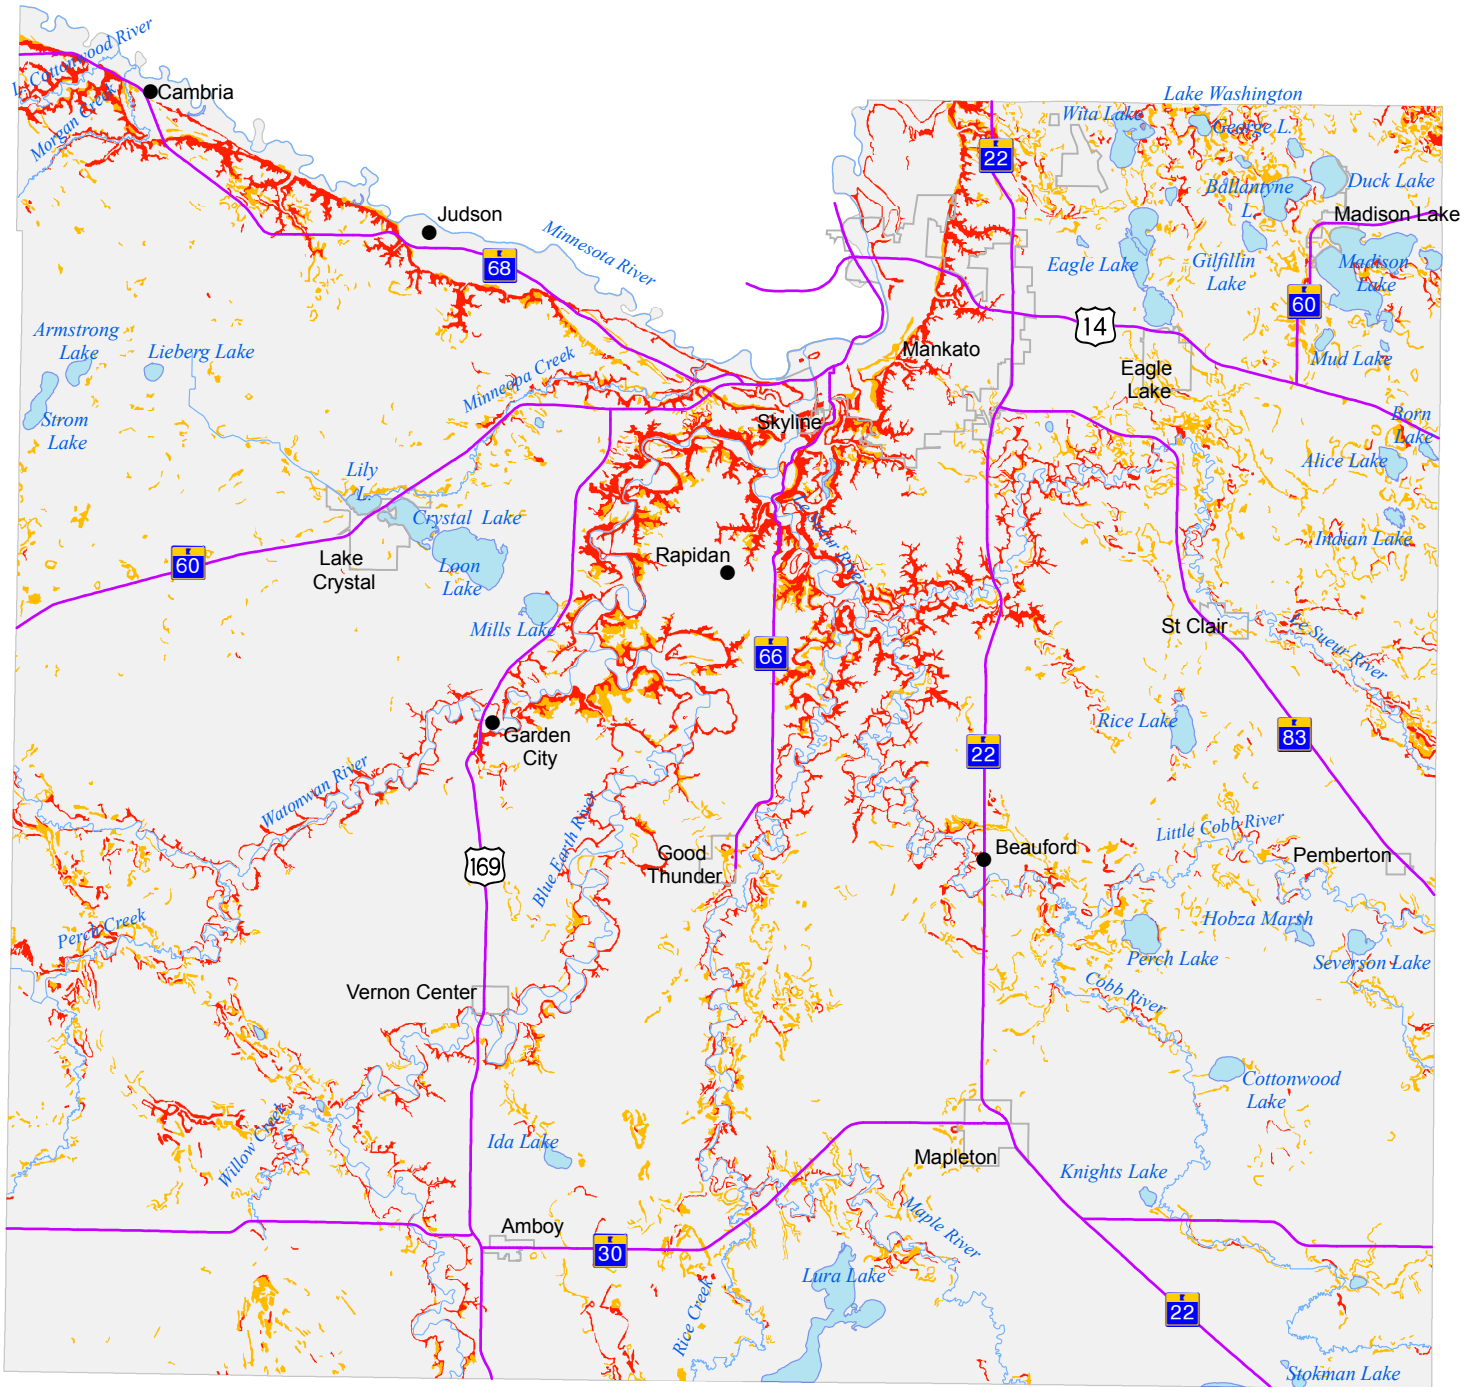 L. Cottonwood River
Cambria
Morgan Creek
Lake Washington
Wita Lake
George L.
22
Ballantyne
L.
Duck Lake
Madison Lake
Judson
Minnesota River
68
Eagle Lake
Gilfillin
Lake
Madison
Lake
60
14
Armstrong
Lake
Lieberg Lake
Mankato
Mud Lake
Eagle
Lake
Minneopa Creek
Strom
Lake
Skyline
Born
Lake
Alice Lake
Lily
L.
Crystal Lake
Le Sueur River
Indian Lake
60
Lake
Crystal
Loon
Lake
Rapidan
Mills Lake
St Clair
Le Sueur River
66
Rice Lake
Garden
City
22
83
Watonwan River
Blue Earth River
Little Cobb River
169
Good
Thunder
Beauford
Pemberton
Perch Creek
Hobza Marsh
Perch Lake
Severson Lake
Vernon Center
Cobb River
Cottonwood
Lake
Willow Creek
Ida Lake
Mapleton
Knights Lake
Amboy
Maple River
30
Lura Lake
Rice Creek
22
Stokman Lake